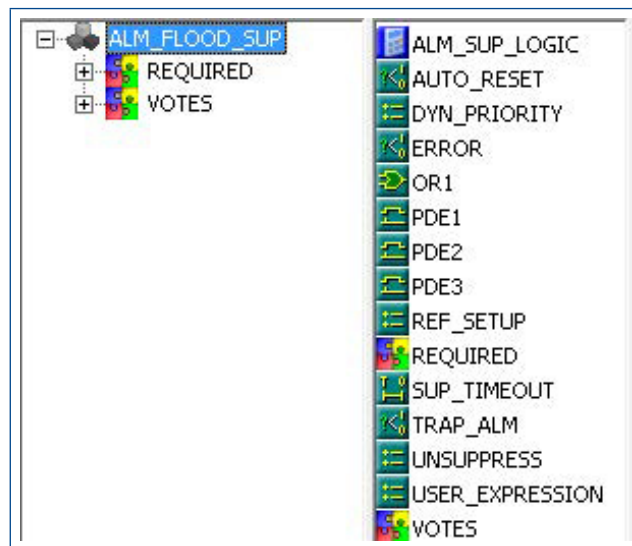 ALM_FLOOD_SUP
REQUIRED
VOTES
ALM_SUP_LOGIC
AUTO_RESET
DYN_PRIORITY
ERROR
OR1
PDE1
PDE2
PDE3
REF_SETUP
REQUIRED
SUP_TIMEOUT
TRAP_ALM
UNSUPPRESS
USER_EXPRESSION
VOTES